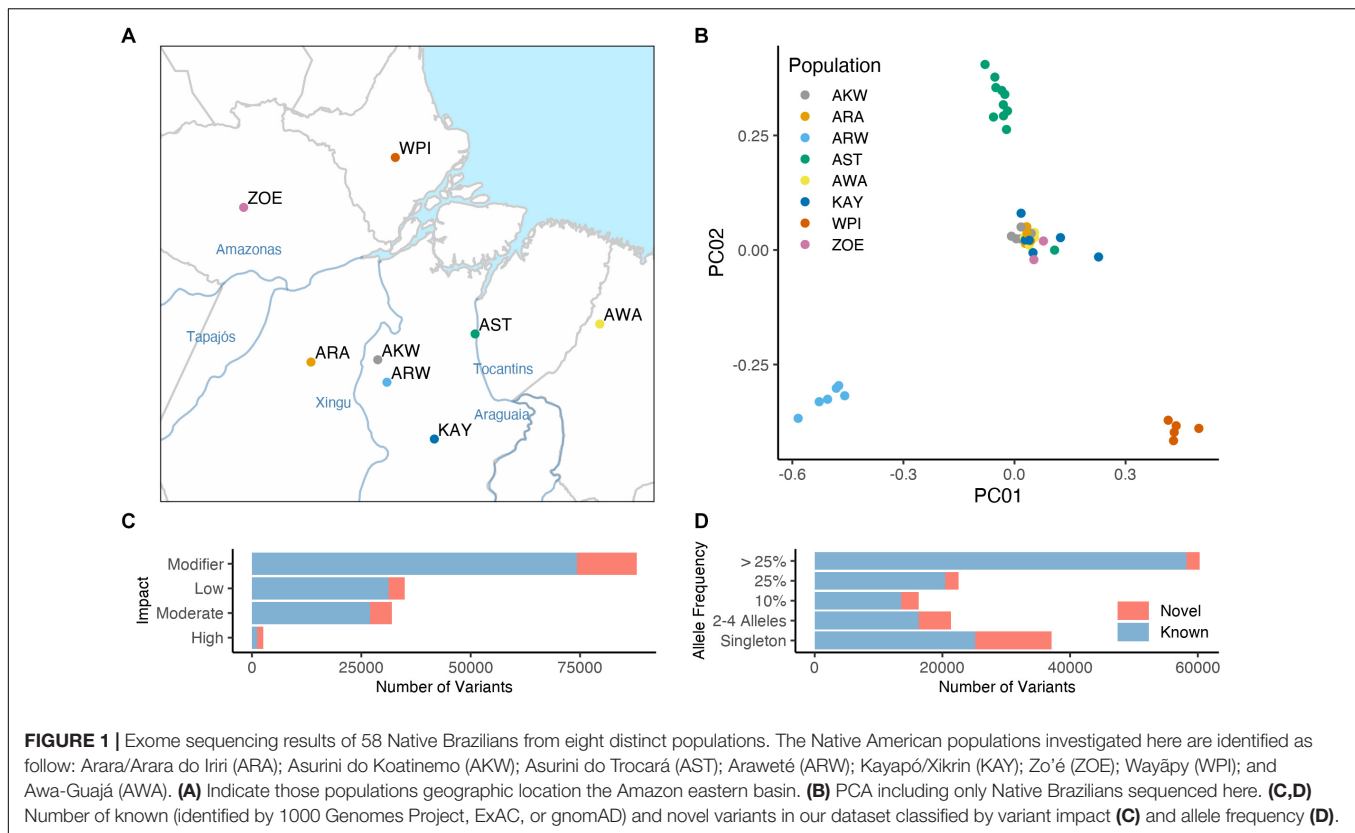 A
WPI
ZOE
Amazonas
Tapajós
ARA
AKW
ARW
Xingu
AST
Tocantins
Araguaia
AWA
KAY
B
Population
AKW
ARA
ARW
AST
AWA
KAY
WPI
ZOE
PC02
0.25
0.00
-0.25
-0.6
-0.3
0.0
0.3
PC01
C
Impact
Modifier
Low
Moderate
High
0
25000
50000
75000
Number of Variants
D
Allele Frequency
> 25%
25%
10%
2-4 Alleles
Singleton
Novel
Known
0
20000
40000
60000
Number of Variants
FIGURE 1 | Exome sequencing results of 58 Native Brazilians from eight distinct populations. The Native American populations investigated here are identified as
follow: Arara/Arara do Iriri (ARA); Asurini do Koatinemo (AKW); Asurini do Trocará (AST); Araweté (ARW); Kayapó/Xikrin (KAY); Zo'é (ZOE); Wayãpy (WPI); and
Awa-Guajá (AWA). (A) Indicate those populations geographic location the Amazon eastern basin. (B) PCA including only Native Brazilians sequenced here. (C,D)
Number of known (identified by 1000 Genomes Project, ExAC, or gnomAD) and novel variants in our dataset classified by variant impact (C) and allele frequency (D).